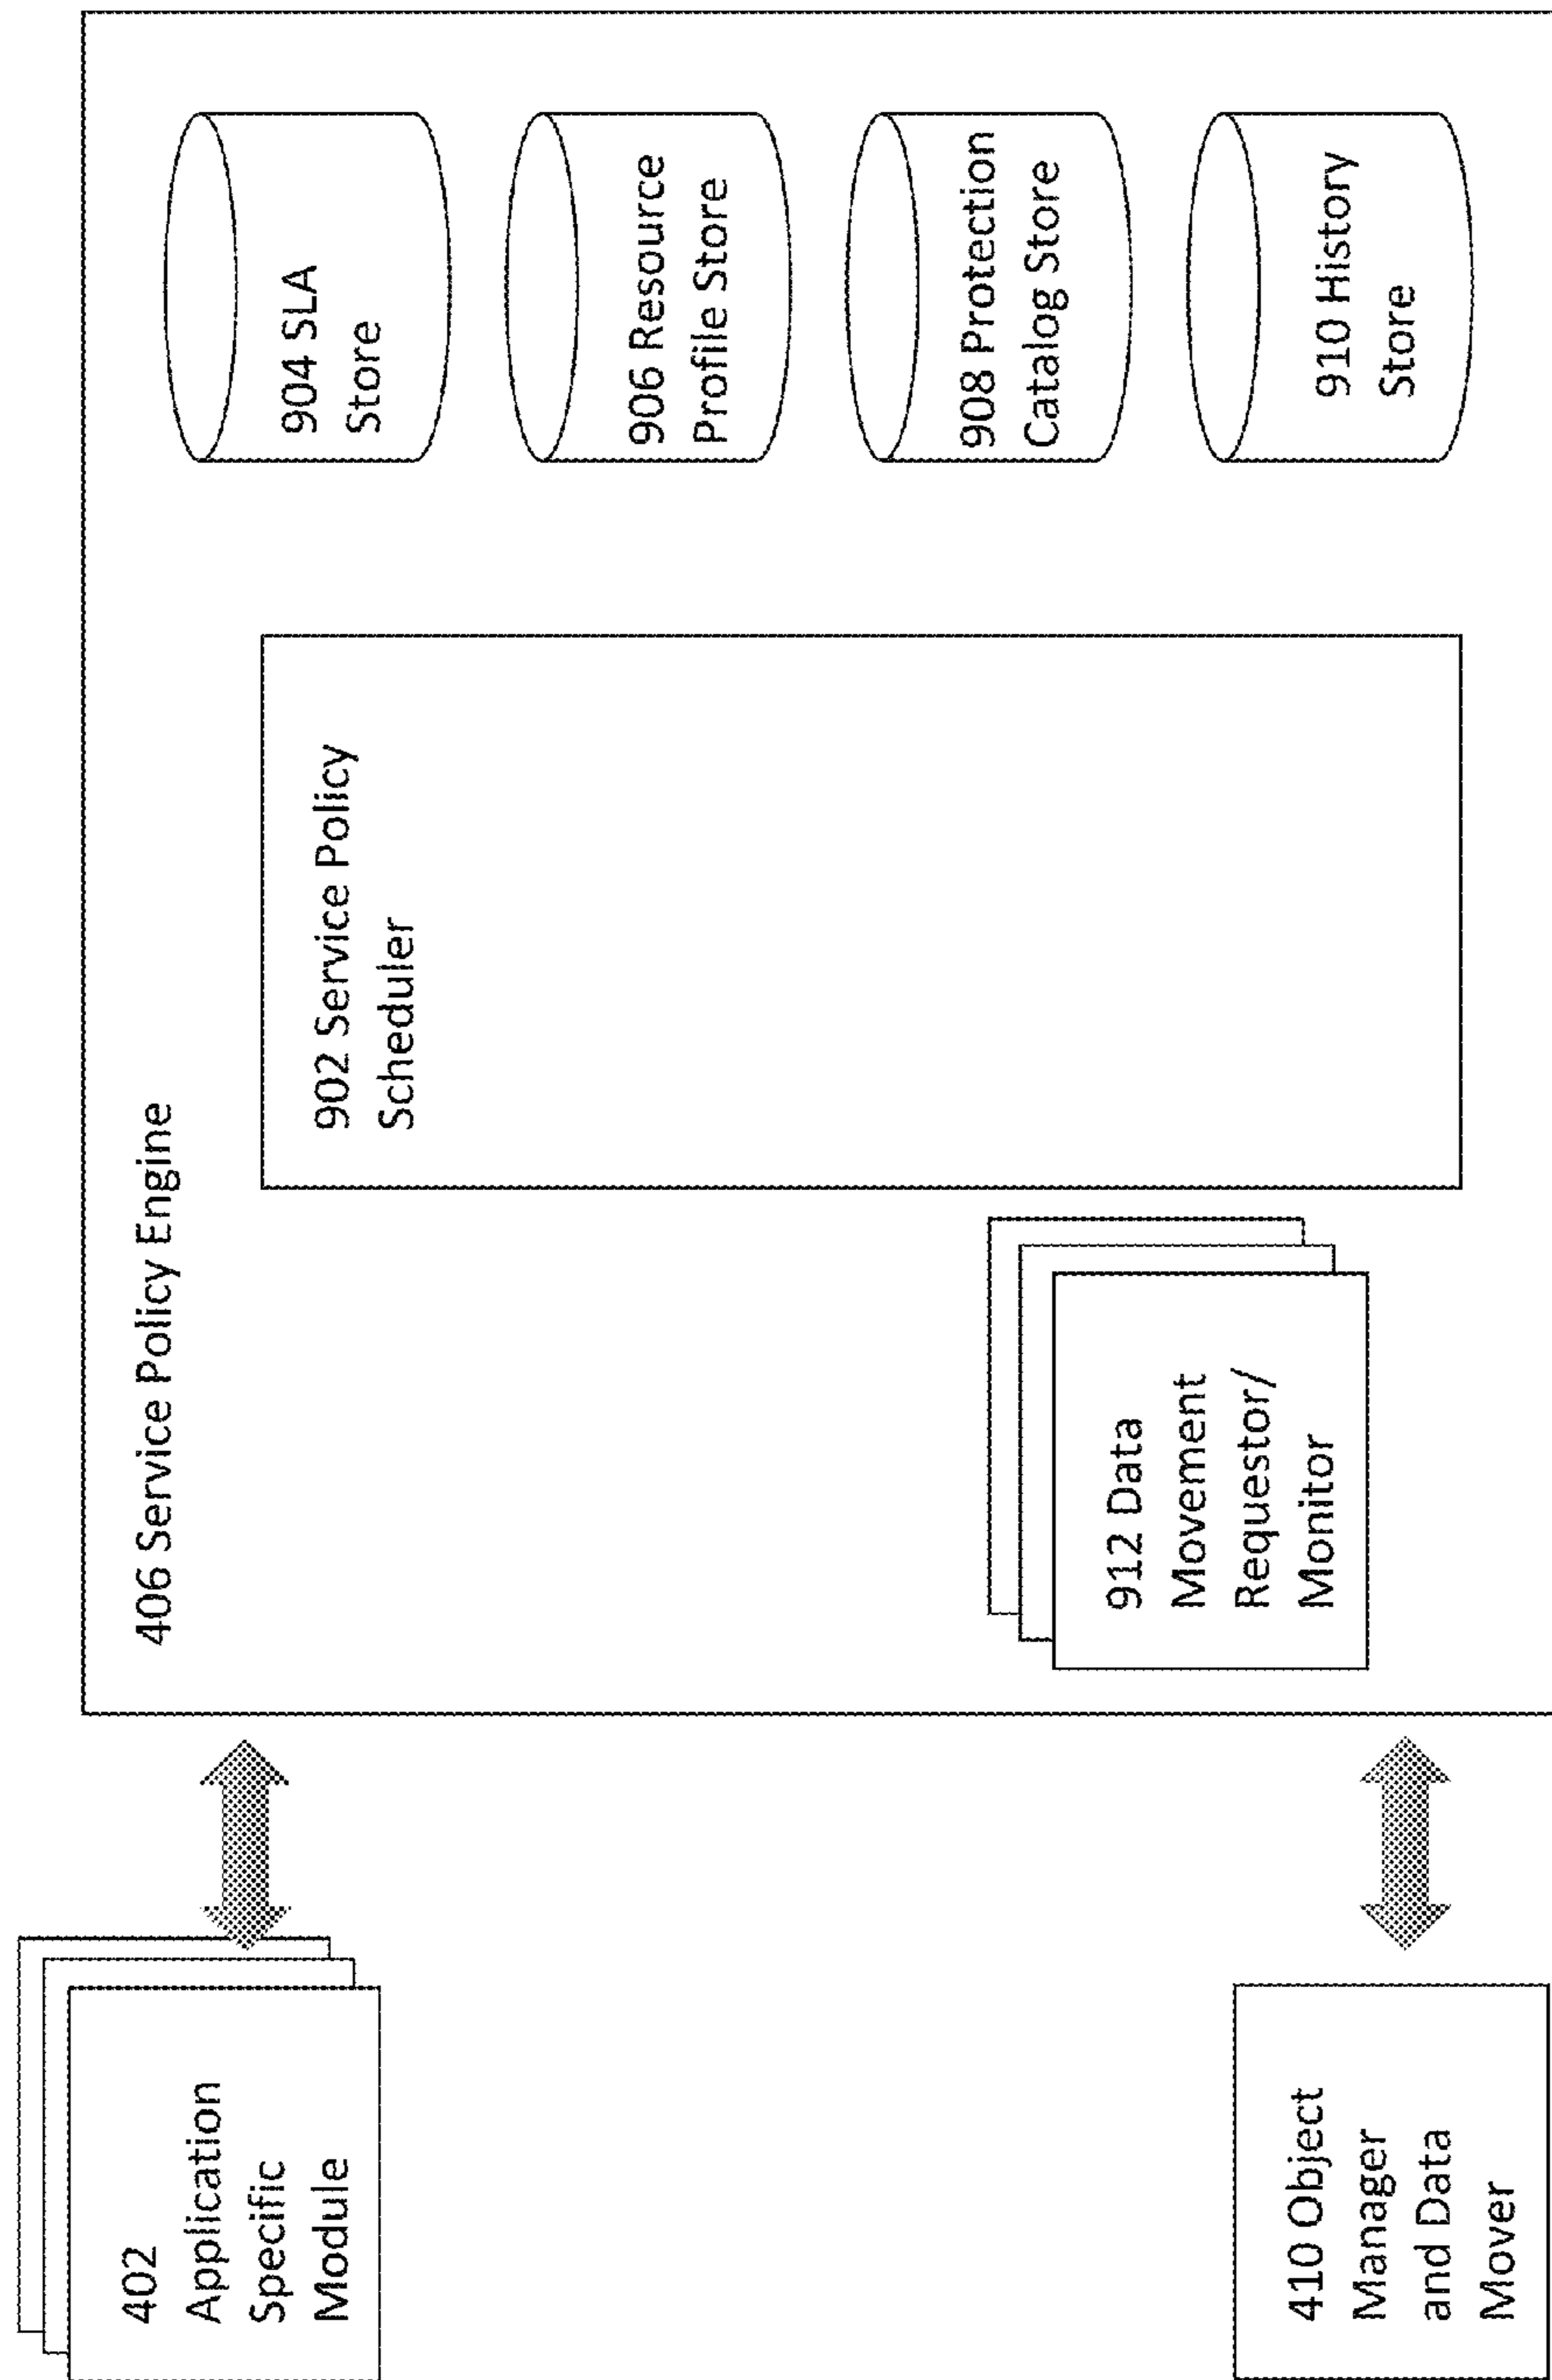 406 Service Policy Engine
402
Application
Specific
Module
410 Object
Manager
and Data
Mover
912 Data
Movement
Requestor/
Monitor
902 Service Policy
Scheduler
904 SLA
Store
906 Resource
Profile Store
908 Protection
Catalog Store
910 History
Store